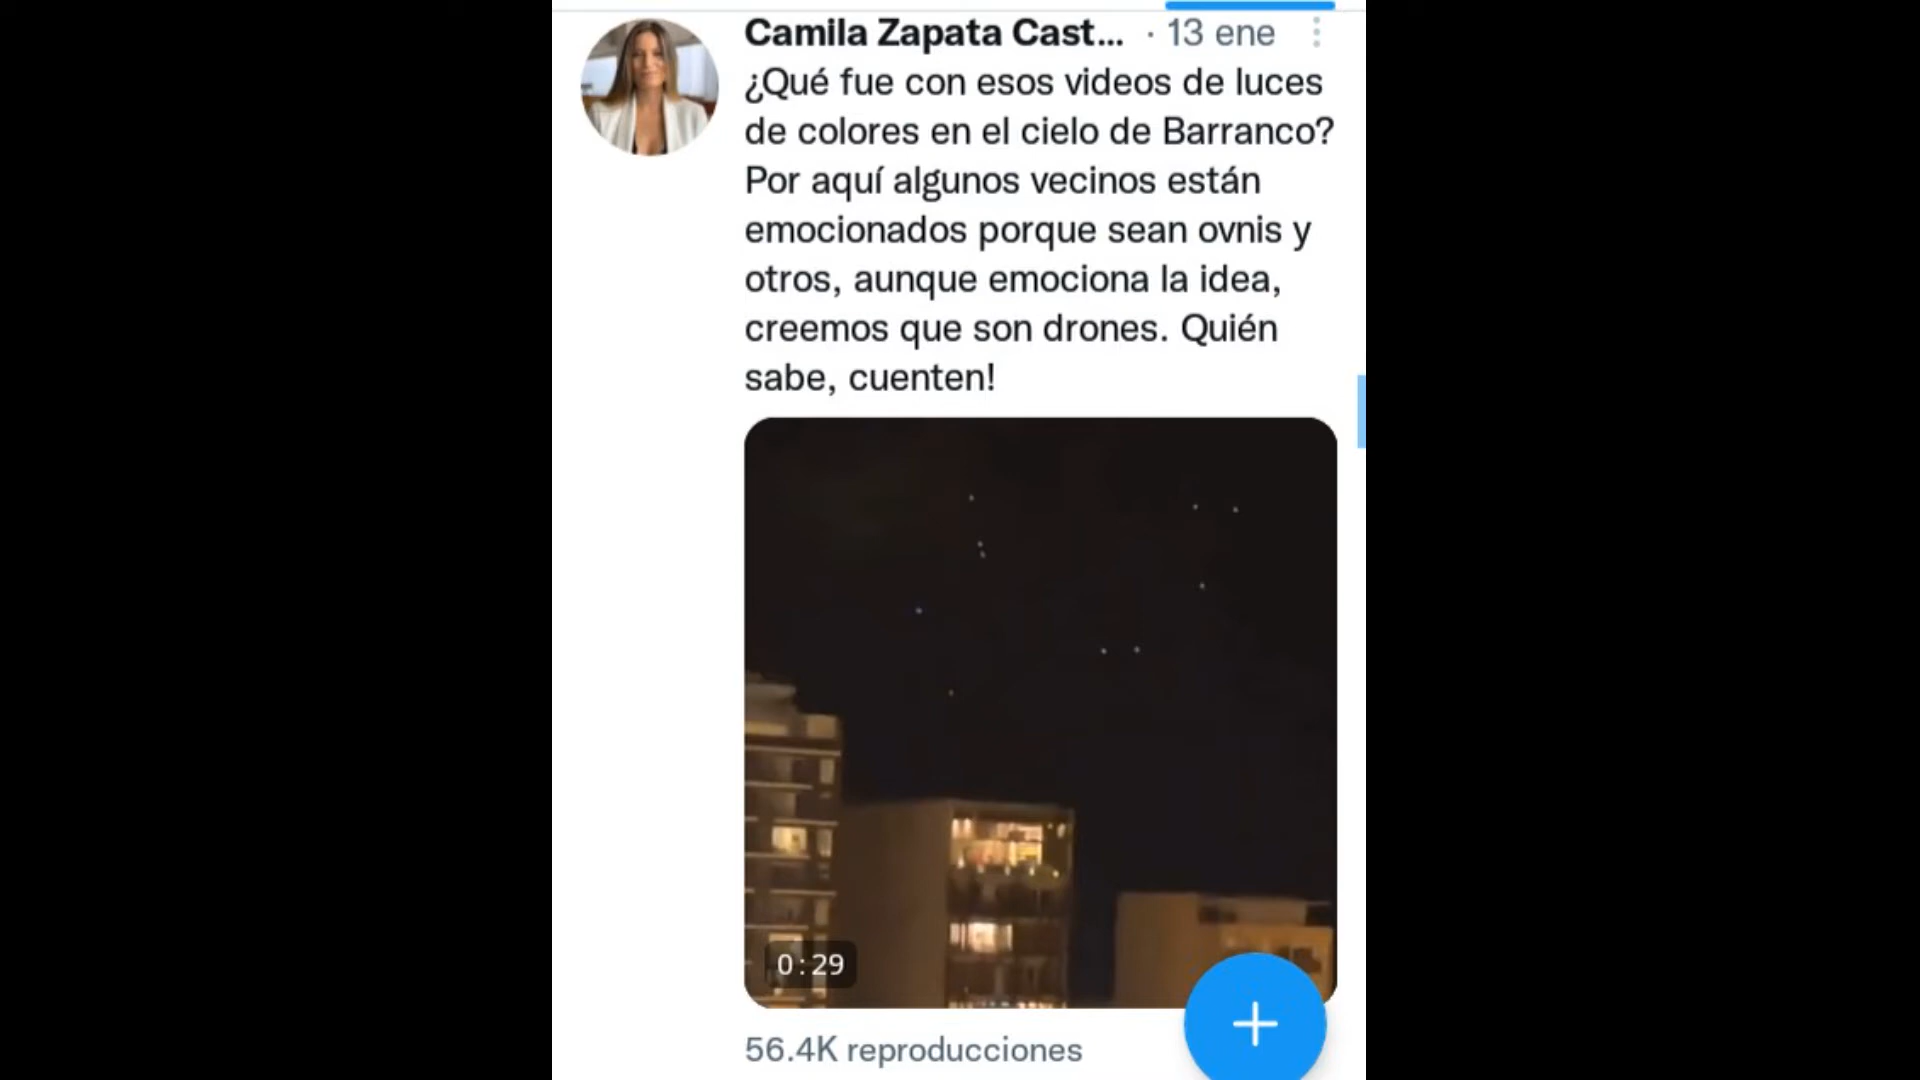 Camila Zapata Cast... · 13 ene
¿Qué fue con esos videos de luces
de colores en el cielo de Barranco?
Por aquí algunos vecinos están
emocionados porque sean ovnis y
otros, aunque emociona la idea,
creemos que son drones. Quién
sabe, cuenten!
0:29
56.4K reproducciones